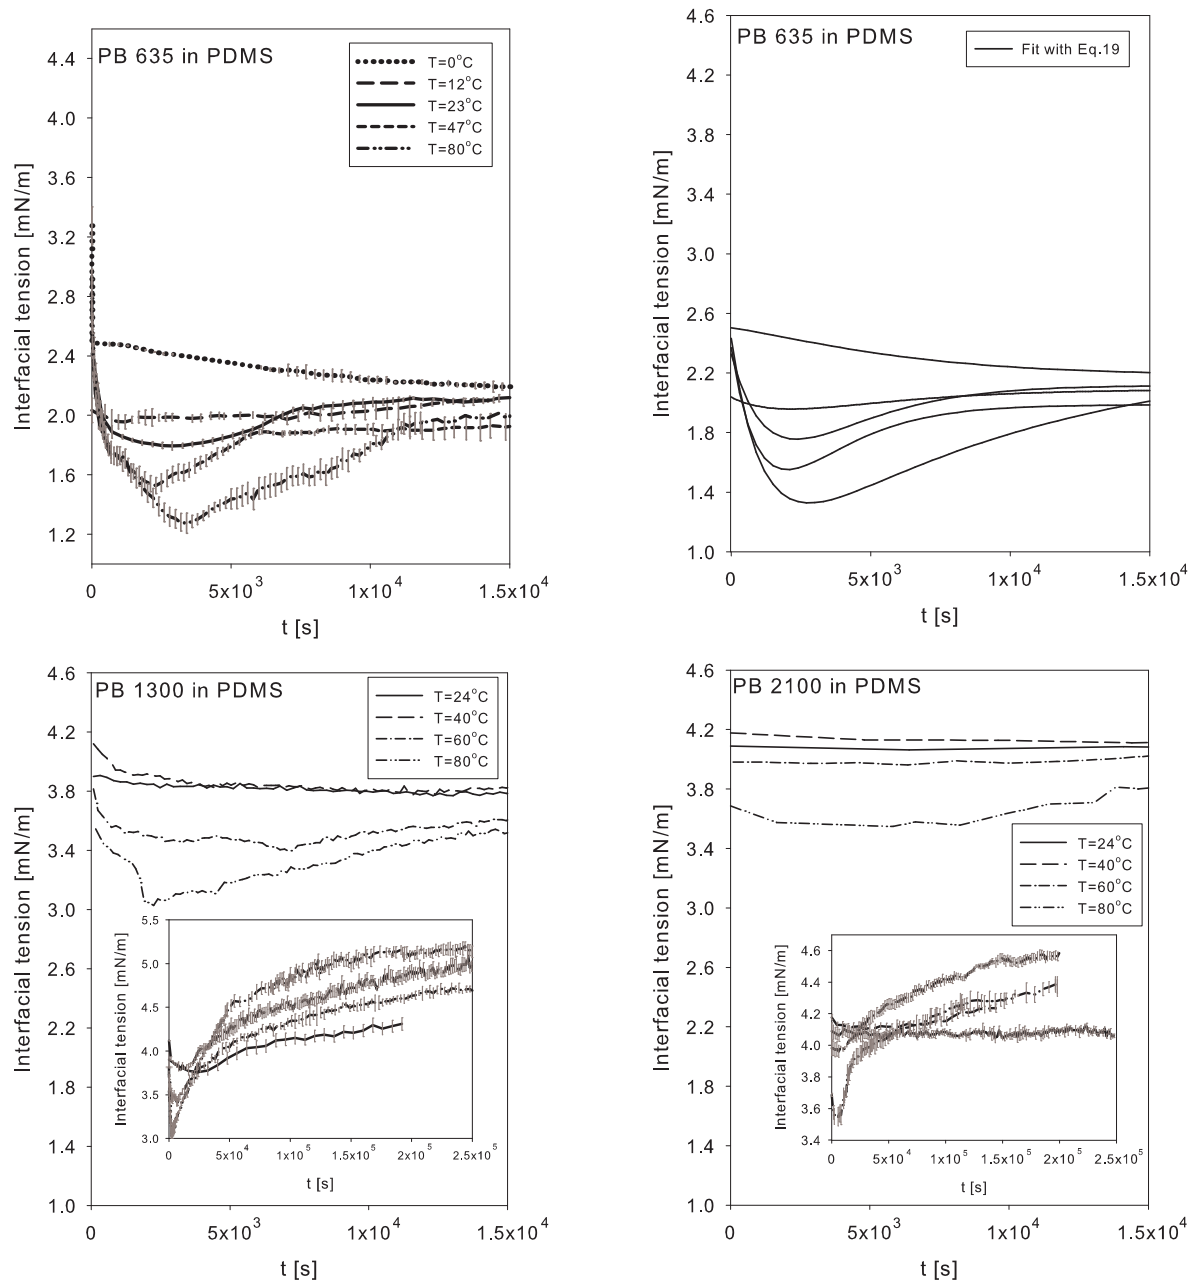 PB 635 in PDMS
T=0°C
T=12°C
T=23°C
T=47°C
T=80°C
Interfacial tension [mN/m]
4.4
4.0
3.6
3.2
2.8
2.4
2.0
1.6
1.2
0
5x10³
1x10⁴
1.5x10⁴
t [s]
PB 635 in PDMS
Fit with Eq.19
Interfacial tension [mN/m]
4.6
4.2
3.8
3.4
3.0
2.6
2.2
1.8
1.4
1.0
0
5x10³
1x10⁴
1.5x10⁴
t [s]
PB 1300 in PDMS
T=24°C
T=40°C
T=60°C
T=80°C
Interfacial tension [mN/m]
4.6
4.2
3.8
3.4
3.0
2.6
2.2
1.8
1.4
1.0
Interfacial tension [mN/m]
5.5
5.0
4.5
4.0
3.5
3.0
0
5x10⁴
1x10⁵
1.5x10⁵
2x10⁵
2.5x10⁵
t [s]
0
5x10³
1x10⁴
1.5x10⁴
t [s]
PB 2100 in PDMS
Interfacial tension [mN/m]
4.6
4.2
3.8
3.4
3.0
2.6
2.2
1.8
1.4
1.0
T=24°C
T=40°C
T=60°C
T=80°C
Interfacial tension [mN/m]
4.6
4.4
4.2
4.0
3.8
3.6
3.4
0
5x10⁴
1x10⁵
1.5x10⁵
2x10⁵
2.5x10⁵
t [s]
0
5x10³
1x10⁴
1.5x10⁴
t [s]